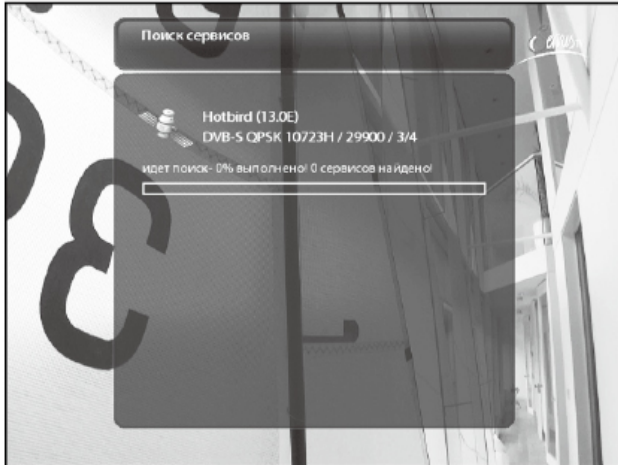 Поиск сервисов
Hotbird (13.0E)
DVB-S QPSK 10723H / 29900 / 3/4
идет поиск- 0% выполнено! 0 сервисов найдено!